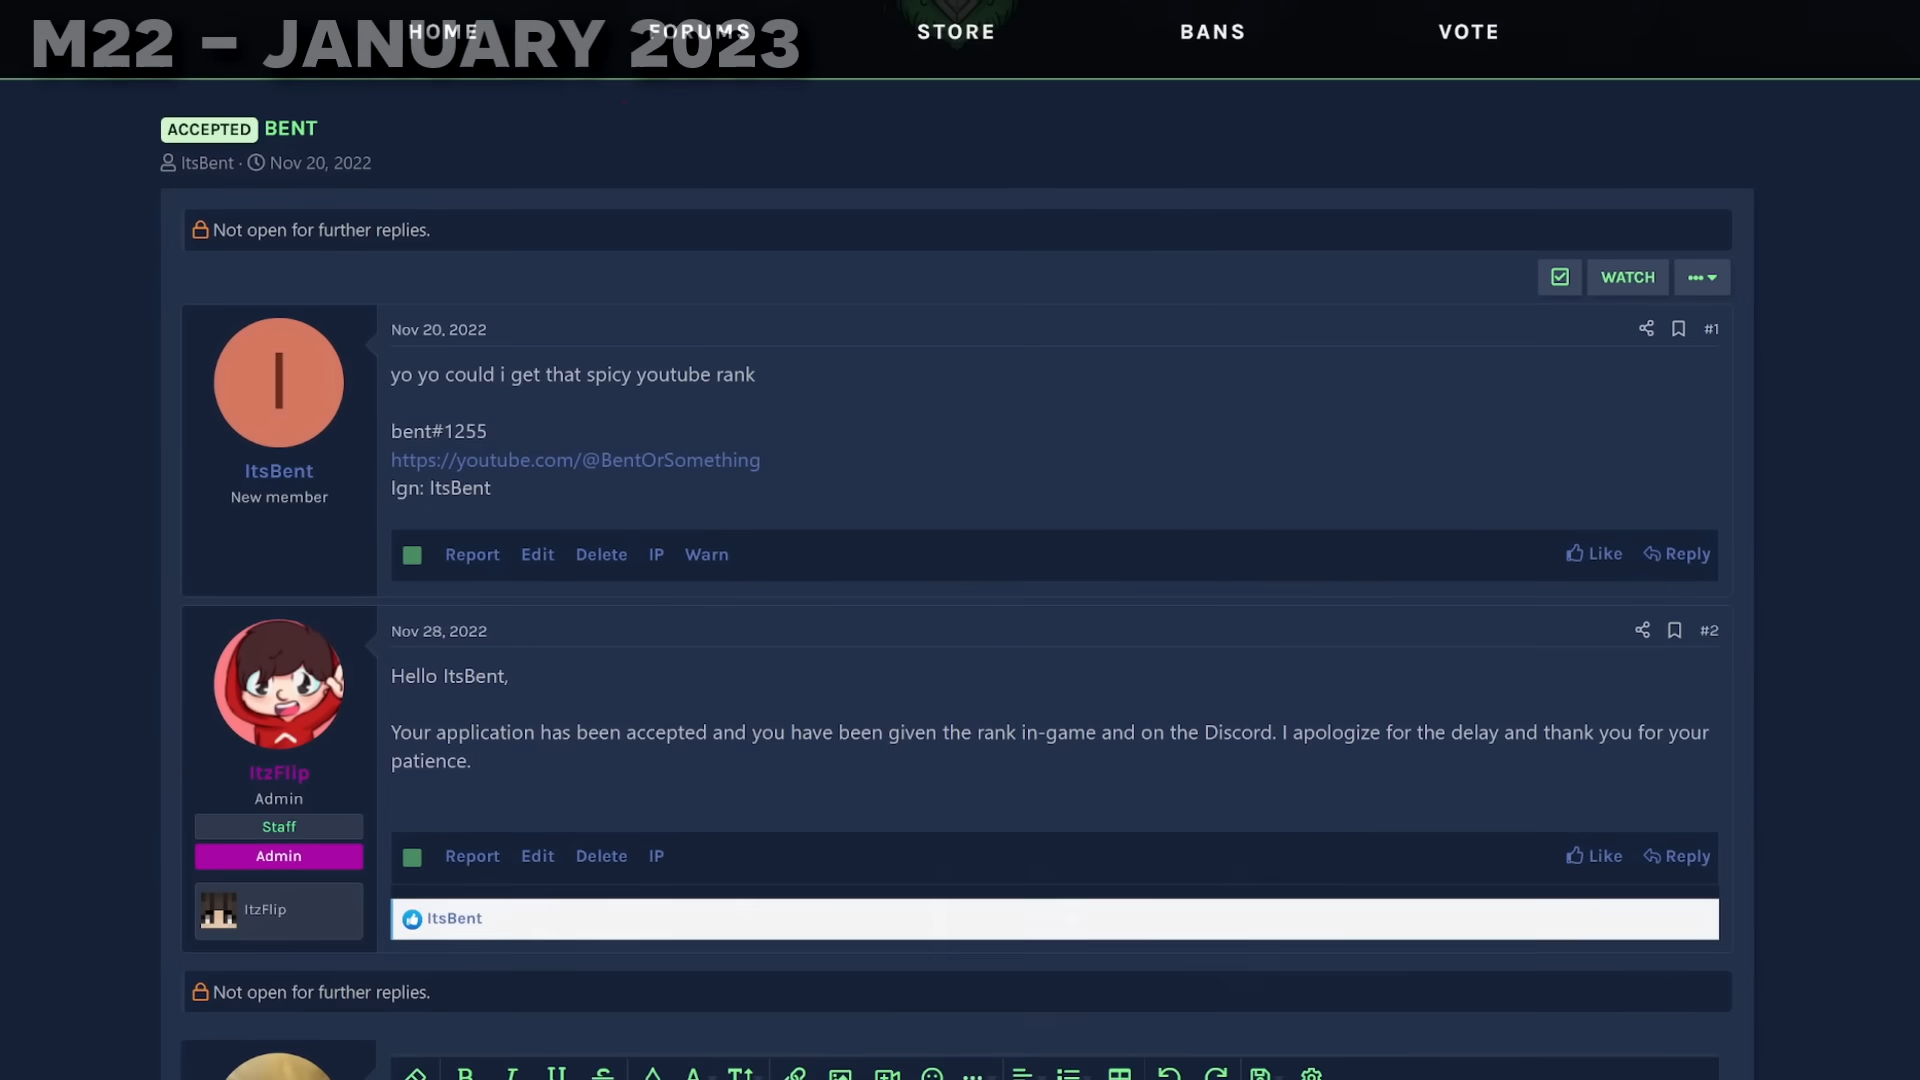 M22 – JANUARY 2023
HOME FORUMS STORE BANS VOTE
ACCEPTED BENT
ItsBent · Nov 20, 2022
Not open for further replies.
WATCH
Nov 20, 2022 #1
I
ItsBent
New member
yo yo could i get that spicy youtube rank
bent#1255
https://youtube.com/@BentOrSomething
Ign: ItsBent
Report Edit Delete IP Warn Like Reply
Nov 28, 2022 #2
ItzFlip
Admin
Staff
Admin
ItzFlip
Hello ItsBent,
Your application has been accepted and you have been given the rank in-game and on the Discord. I apologize for the delay and thank you for your
patience.
Report Edit Delete IP Like Reply
ItsBent
Not open for further replies.